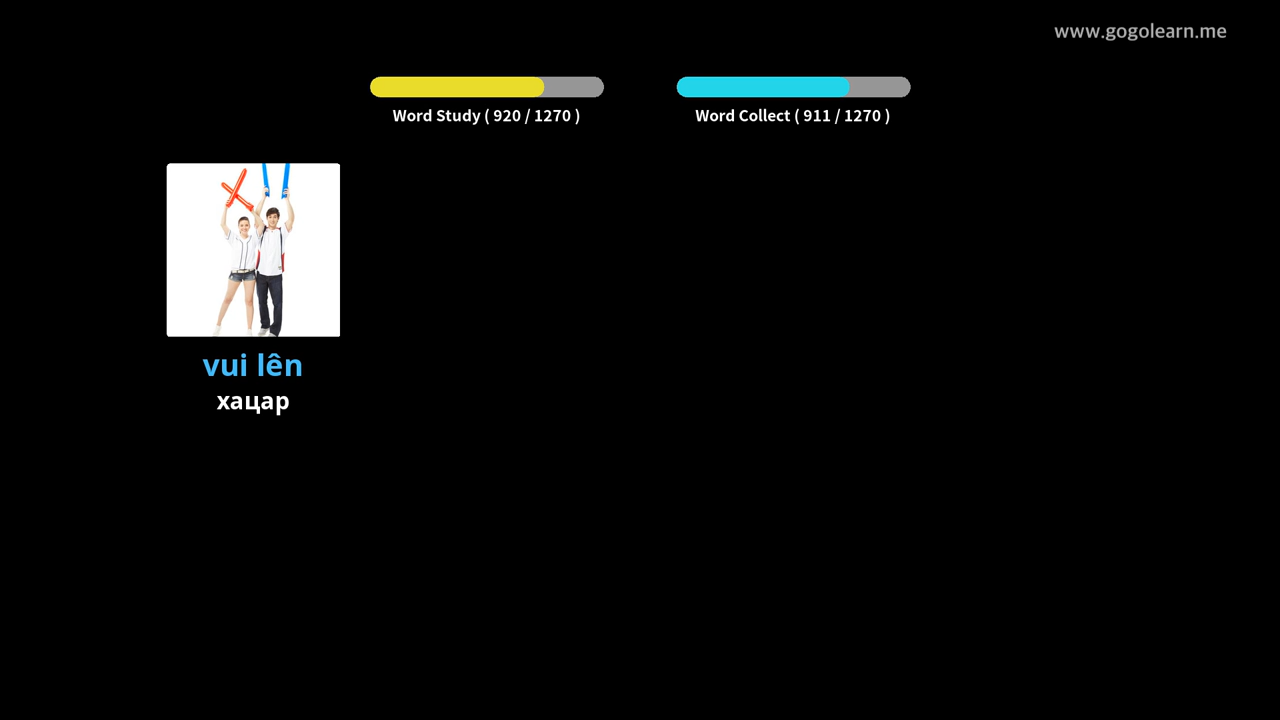 www.gogolearn.me
Word Study ( 920 / 1270 )
Word Collect ( 911 / 1270 )
vui lên
хацар